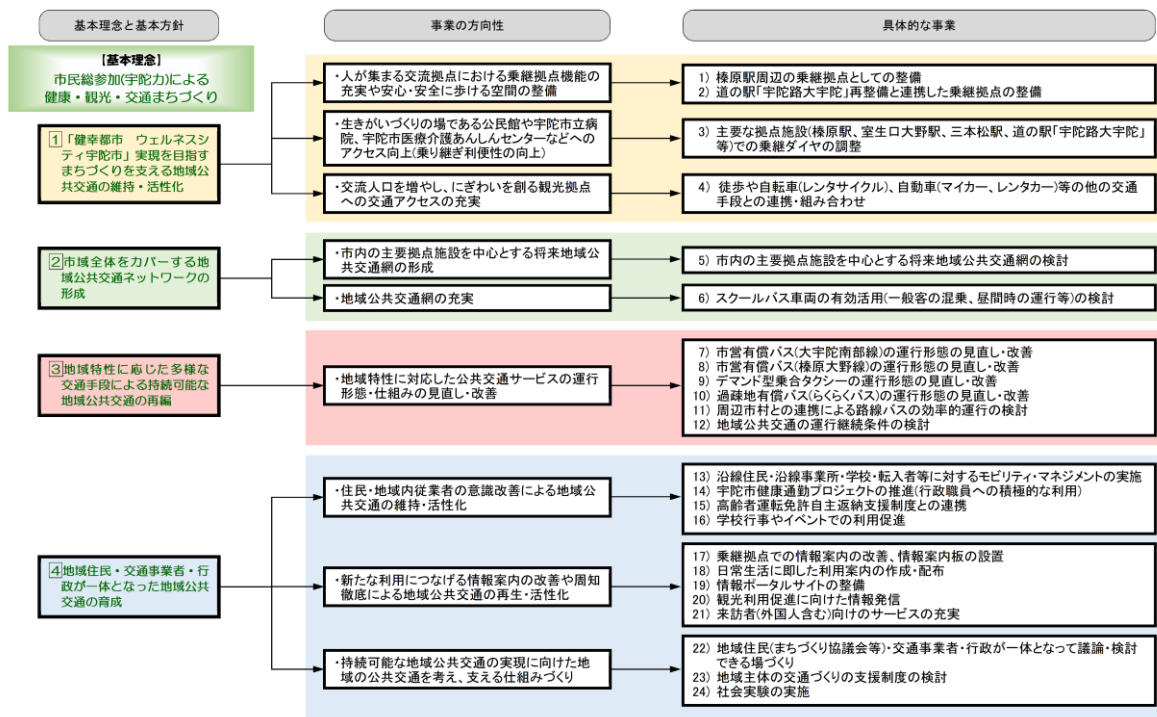 基本理念と基本方針
事業の方向性
具体的な事業
【基本理念】
市民総参加(宇陀力)による
健康・観光・交通まちづくり
1 「健幸都市 ウェルネスシ
ティ宇陀市」実現を目指す
まちづくりを支える地域公
共交通の維持・活性化
・人が集まる交流拠点における乗継拠点機能の
充実や安心・安全に歩ける空間の整備
1) 榛原駅周辺の乗継拠点としての整備
2) 道の駅「宇陀路大宇陀」再整備と連携した乗継拠点の整備
・生きがいづくりの場である公民館や宇陀市立病
院、宇陀市医療介護あんしんセンターなどへの
アクセス向上(乗り継ぎ利便性の向上)
3) 主要な拠点施設(榛原駅、室生口大野駅、三本松駅、道の駅「宇陀路大宇陀」
等)での乗継ダイヤの調整
・交流人口を増やし、にぎわいを創る観光拠点
への交通アクセスの充実
4) 徒歩や自転車(レンタサイクル)、自動車(マイカー、レンタカー)等の他の交通
手段との連携・組み合わせ
2 市域全体をカバーする地
域公共交通ネットワークの
形成
・市内の主要拠点施設を中心とする将来地域公
共交通網の形成
5) 市内の主要拠点施設を中心とする将来地域公共交通網の検討
・地域公共交通網の充実
6) スクールバス車両の有効活用(一般客の混乗、昼間時の運行等)の検討
3 地域特性に応じた多様な
交通手段による持続可能な
地域公共交通の再編
・地域特性に対応した公共交通サービスの運行
形態・仕組みの見直し・改善
7) 市営有償バス(大宇陀南部線)の運行形態の見直し・改善
8) 市営有償バス(榛原大野線)の運行形態の見直し・改善
9) デマンド型乗合タクシーの運行形態の見直し・改善
10) 過疎地有償バス(らくらくバス)の運行形態の見直し・改善
11) 周辺市村との連携による路線バスの効率的運行の検討
12) 地域公共交通の運行継続条件の検討
4 地域住民・交通事業者・行
政が一体となった地域公共
交通の育成
・住民・地域内従業者の意識改善による地域公
共交通の維持・活性化
13) 沿線住民・沿線事業所・学校・転入者等に対するモビリティ・マネジメントの実施
14) 宇陀市健康通勤プロジェクトの推進(行政職員への積極的な利用)
15) 高齢者運転免許自主返納支援制度との連携
16) 学校行事やイベントでの利用促進
・新たな利用につなげる情報案内の改善や周知
徹底による地域公共交通の再生・活性化
17) 乗継拠点での情報案内の改善、情報案内板の設置
18) 日常生活に即した利用案内の作成・配布
19) 情報ポータルサイトの整備
20) 観光利用促進に向けた情報発信
21) 来訪者(外国人含む)向けのサービスの充実
・持続可能な地域公共交通の実現に向けた地
域の公共交通を考え、支える仕組みづくり
22) 地域住民(まちづくり協議会等)・交通事業者・行政が一体となって議論・検討
できる場づくり
23) 地域主体の交通づくりの支援制度の検討
24) 社会実験の実施